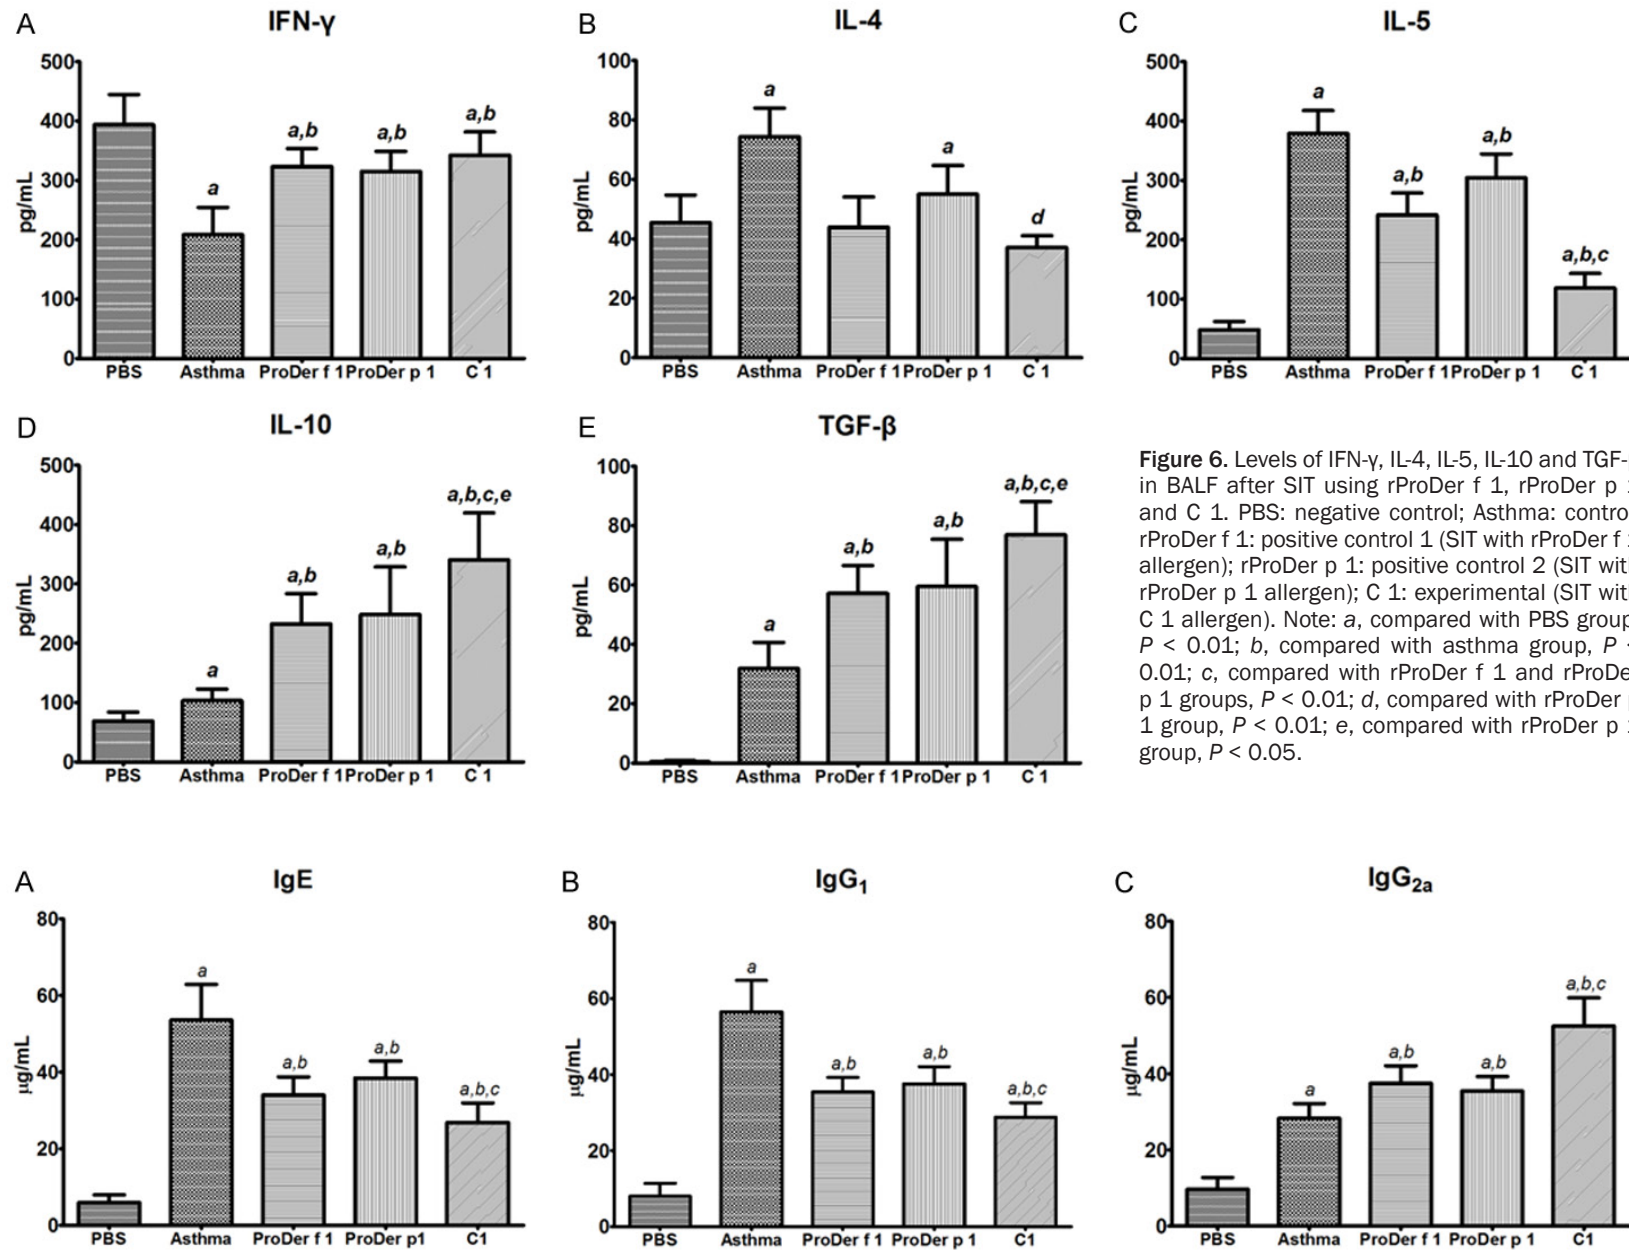 A
IFN-γ
500
400
300
200
100
0
pg/mL
a
a,b
a,b
a,b
PBS Asthma ProDer f 1 ProDer p 1 C 1
B
IL-4
100
80
60
40
20
0
pg/mL
a
a
d
PBS Asthma ProDer f 1 ProDer p 1 C 1
C
IL-5
500
400
300
200
100
0
pg/mL
a
a,b
a,b
a,b,c
PBS Asthma ProDer f 1 ProDer p 1 C 1
D
IL-10
500
400
300
200
100
0
pg/mL
a
a,b
a,b
a,b,c,e
PBS Asthma ProDer f 1 ProDer p 1 C 1
E
TGF-β
100
80
60
40
20
0
pg/mL
a
a,b
a,b
a,b,c,e
PBS Asthma ProDer f 1 ProDer p 1 C 1
Figure 6. Levels of IFN-γ, IL-4, IL-5, IL-10 and TGF-
in BALF after SIT using rProDer f 1, rProDer p
and C 1. PBS: negative control; Asthma: control
rProDer f 1: positive control 1 (SIT with rProDer f
allergen); rProDer p 1: positive control 2 (SIT with
rProDer p 1 allergen); C 1: experimental (SIT with
C 1 allergen). Note: a, compared with PBS group
P < 0.01; b, compared with asthma group, P <
0.01; c, compared with rProDer f 1 and rProDer
p 1 groups, P < 0.01; d, compared with rProDer
1 group, P < 0.01; e, compared with rProDer p
group, P < 0.05.
A
IgE
80
60
40
20
0
µg/mL
a
a,b
a,b
a,b,c
PBS Asthma ProDer f 1 ProDer p1 C1
B
IgG1
80
60
40
20
0
µg/mL
a
a,b
a,b
a,b,c
PBS Asthma ProDer f 1 ProDer p 1 C1
C
IgG2a
80
60
40
20
0
µg/mL
a
a,b
a,b
a,b,c
PBS Asthma ProDer f 1 ProDer p 1 C1